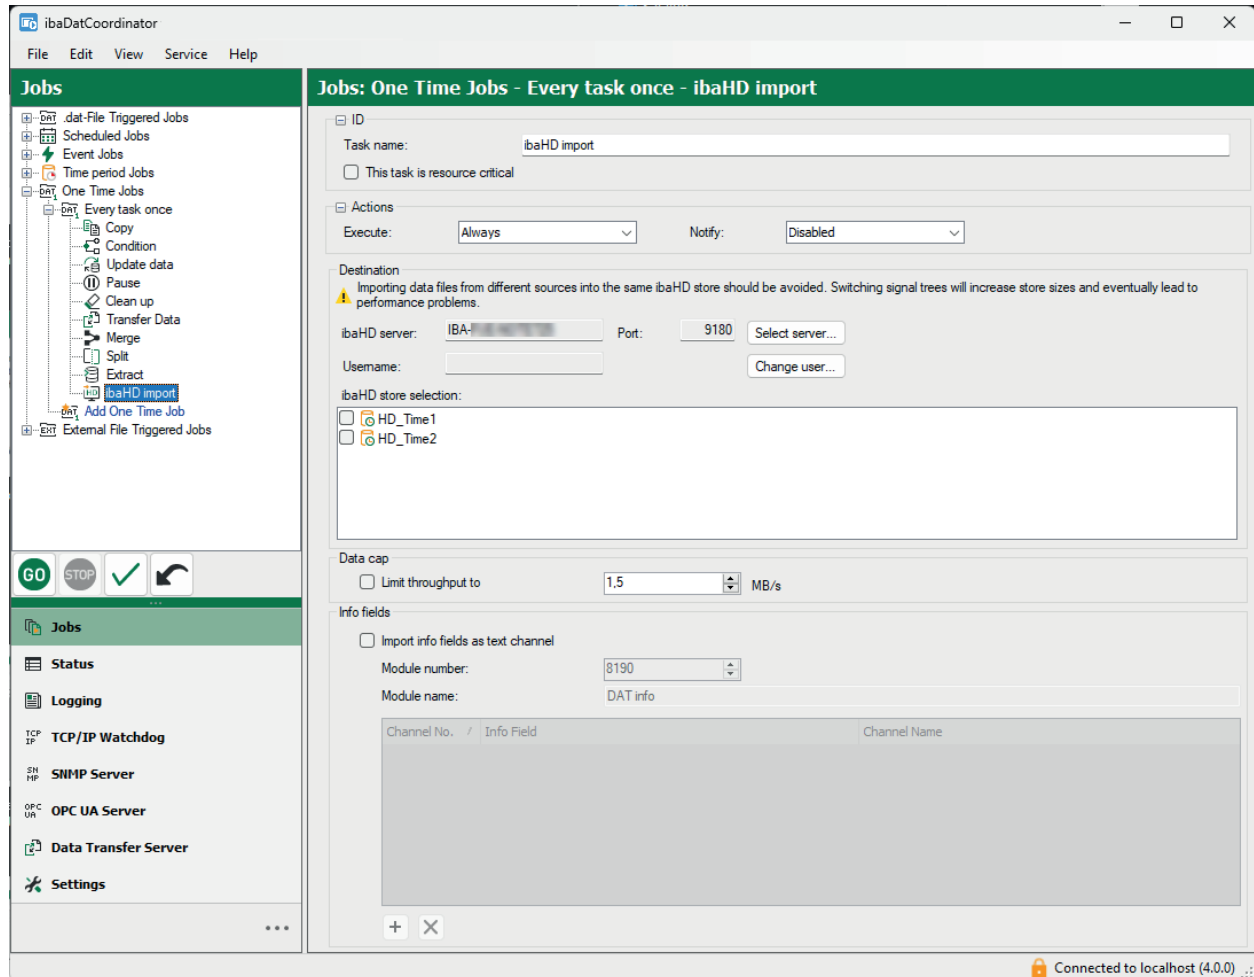 ibaDatCoordinator
File Edit View Service Help
Jobs
.dat-File Triggered Jobs
Scheduled Jobs
Event Jobs
Time period Jobs
One Time Jobs
Every task once
Copy
Condition
Update data
Pause
Clean up
Transfer Data
Merge
Split
Extract
ibaHD import
Add One Time Job
External File Triggered Jobs
GO STOP
Jobs
Status
Logging
TCP/IP Watchdog
SNMP Server
OPC UA Server
Data Transfer Server
Settings
Jobs: One Time Jobs - Every task once - ibaHD import
ID
Task name: ibaHD import
This task is resource critical
Actions
Execute: Always Notify: Disabled
Destination
Importing data files from different sources into the same ibaHD store should be avoided. Switching signal trees will increase store sizes and eventually lead to
performance problems.
ibaHD server: IBA- Port: 9180 Select server...
Username: Change user...
ibaHD store selection:
HD_Time1
HD_Time2
Data cap
Limit throughput to 1,5 MB/s
Info fields
Import info fields as text channel
Module number: 8190
Module name: DAT info
Channel No. / Info Field Channel Name
Connected to localhost (4.0.0)